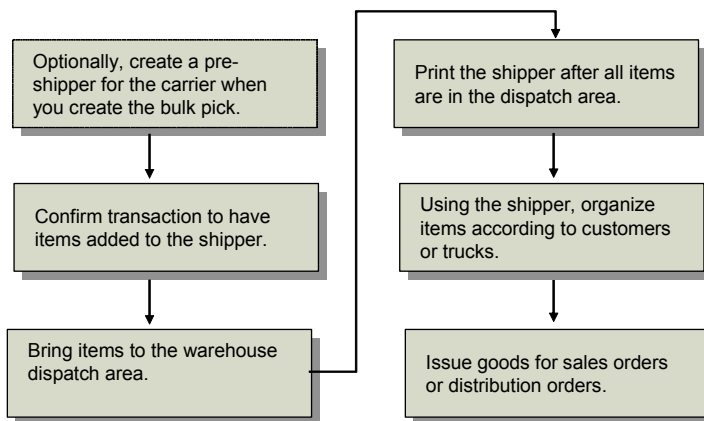 Optionally, create a pre-
shipper for the carrier when
you create the bulk pick.
Confirm transaction to have
items added to the shipper.
Bring items to the warehouse
dispatch area.
Print the shipper after all items
are in the dispatch area.
Using the shipper, organize
items according to customers
or trucks.
Issue goods for sales orders
or distribution orders.